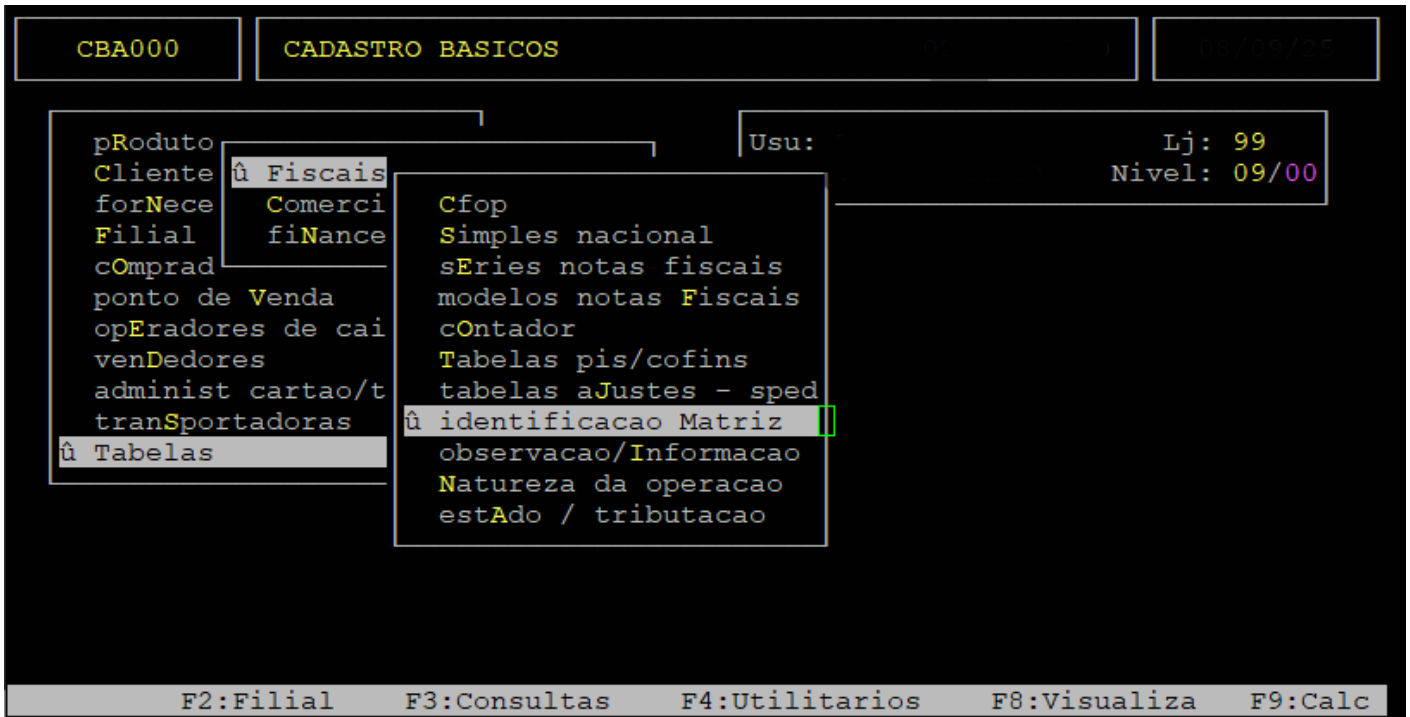 CBA000 CADASTRO BASICOS 08/09/25
pRoduto
Cliente
forNece
Filial
cOmprad
ponto de Venda
opEradores de cai
venDedores
administ cartao/t
tranSportadoras
û Tabelas
û Fiscais
Comerci
fiNance
Cfop
Simples nacional
sEries notas fiscais
modelos notas Fiscais
cOntador
Tabelas pis/cofins
tabelas aJustes - sped
û identificacao Matriz
observacao/Informacao
Natureza da operacao
estAdo / tributacao
Usu: Lj: 99
Nivel: 09/00
F2:Filial F3:Consultas F4:Utilitarios F8:Visualiza F9:Calc